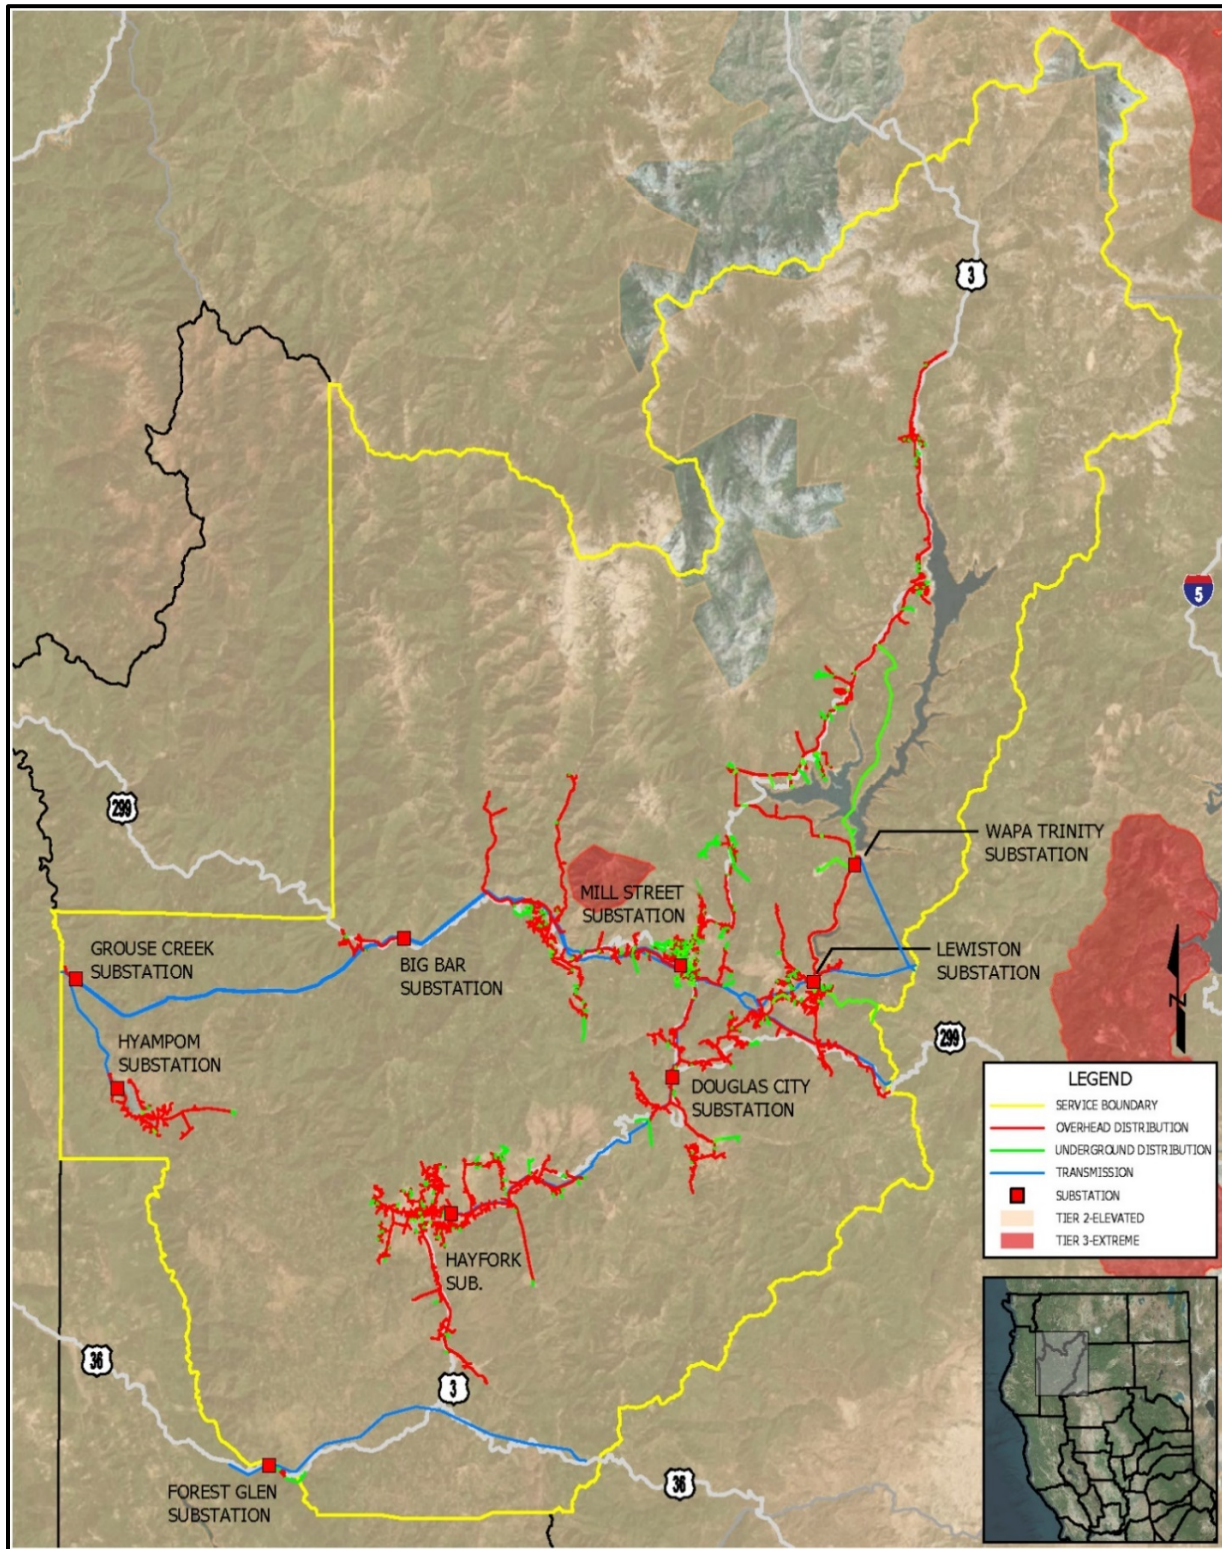 3
5
299
WAPA TRINITY
SUBSTATION
MILL STREET
SUBSTATION
GROUSE CREEK
SUBSTATION
BIG BAR
SUBSTATION
LEWISTON
SUBSTATION
N
HYAMPOM
SUBSTATION
299
DOUGLAS CITY
SUBSTATION
LEGEND
SERVICE BOUNDARY
OVERHEAD DISTRIBUTION
UNDERGROUND DISTRIBUTION
TRANSMISSION
SUBSTATION
TIER 2-ELEVATED
TIER 3-EXTREME
HAYFORK
SUB.
36
3
36
FOREST GLEN
SUBSTATION